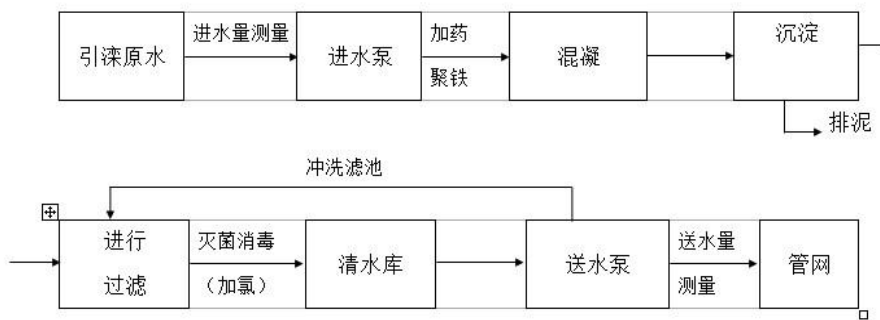 引滦原水
进水量测量
进水泵
加药
聚铁
混凝
沉淀
排泥
冲洗滤池
进行
过滤
灭菌消毒
（加氯）
清水库
送水泵
送水量
测量
管网